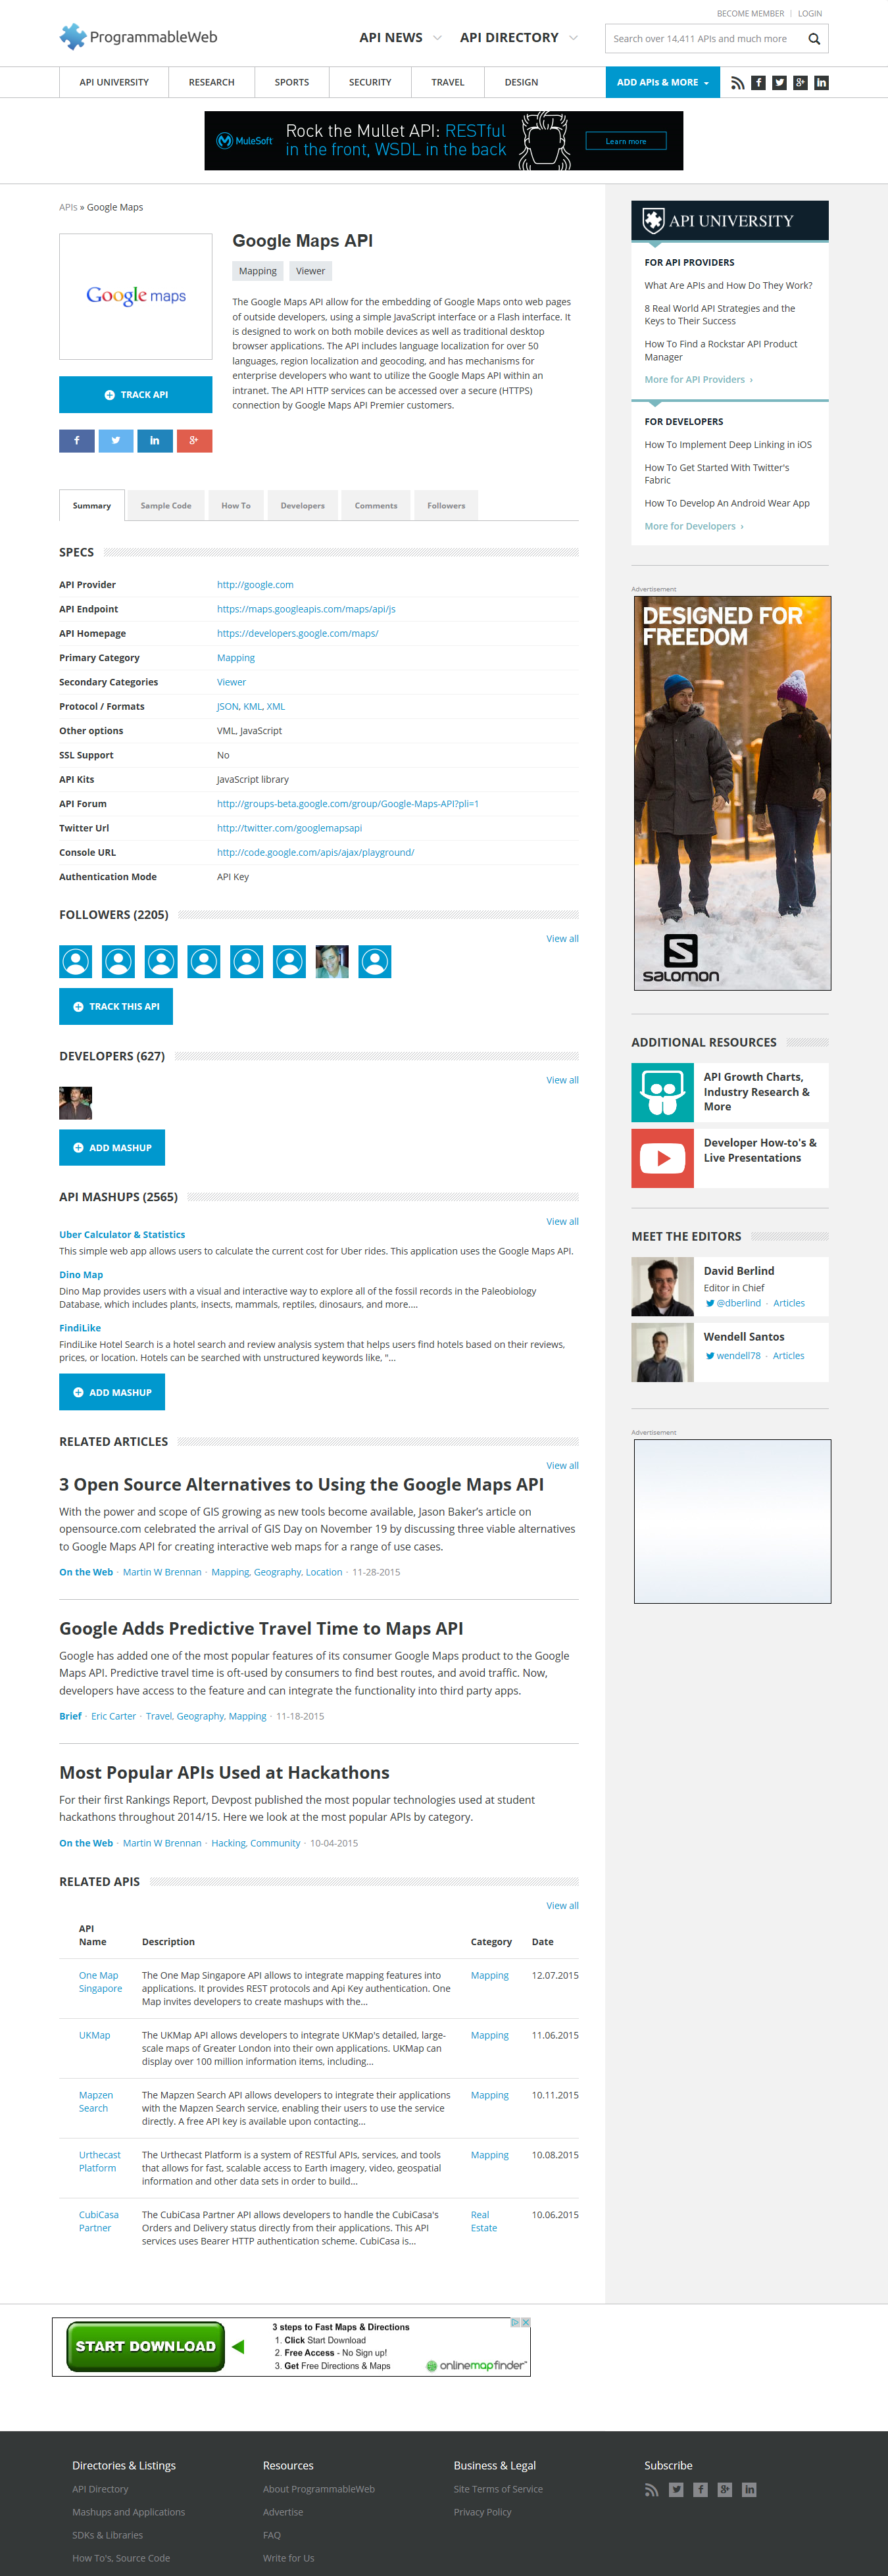 BECOME MEMBER | LOGIN
ProgrammableWeb
API NEWS
API DIRECTORY
Search over 14,411 APIs and much more
API UNIVERSITY
RESEARCH
SPORTS
SECURITY
TRAVEL
DESIGN
ADD APIs & MORE
MuleSoft
Rock the Mullet API: RESTful
in the front, WSDL in the back
Learn more
APIs » Google Maps
Google maps
TRACK API
Google Maps API
Mapping
Viewer
The Google Maps API allow for the embedding of Google Maps onto web pages
of outside developers, using a simple JavaScript interface or a Flash interface. It
is designed to work on both mobile devices as well as traditional desktop
browser applications. The API includes language localization for over 50
languages, region localization and geocoding, and has mechanisms for
enterprise developers who want to utilize the Google Maps API within an
intranet. The API HTTP services can be accessed over a secure (HTTPS)
connection by Google Maps API Premier customers.
Summary
Sample Code
How To
Developers
Comments
Followers
SPECS
API Provider http://google.com
API Endpoint https://maps.googleapis.com/maps/api/js
API Homepage https://developers.google.com/maps/
Primary Category Mapping
Secondary Categories Viewer
Protocol / Formats JSON, KML, XML
Other options VML, JavaScript
SSL Support No
API Kits JavaScript library
API Forum http://groups-beta.google.com/group/Google-Maps-API?pli=1
Twitter Url http://twitter.com/googlemapsapi
Console URL http://code.google.com/apis/ajax/playground/
Authentication Mode API Key
FOLLOWERS (2205)
View all
TRACK THIS API
DEVELOPERS (627)
View all
ADD MASHUP
API MASHUPS (2565)
View all
Uber Calculator & Statistics
This simple web app allows users to calculate the current cost for Uber rides. This application uses the Google Maps API.
Dino Map
Dino Map provides users with a visual and interactive way to explore all of the fossil records in the Paleobiology
Database, which includes plants, insects, mammals, reptiles, dinosaurs, and more....
FindiLike
FindiLike Hotel Search is a hotel search and review analysis system that helps users find hotels based on their reviews,
prices, or location. Hotels can be searched with unstructured keywords like, "...
ADD MASHUP
RELATED ARTICLES
View all
3 Open Source Alternatives to Using the Google Maps API
With the power and scope of GIS growing as new tools become available, Jason Baker's article on
opensource.com celebrated the arrival of GIS Day on November 19 by discussing three viable alternatives
to Google Maps API for creating interactive web maps for a range of use cases.
On the Web · Martin W Brennan · Mapping, Geography, Location · 11-28-2015
Google Adds Predictive Travel Time to Maps API
Google has added one of the most popular features of its consumer Google Maps product to the Google
Maps API. Predictive travel time is oft-used by consumers to find best routes, and avoid traffic. Now,
developers have access to the feature and can integrate the functionality into third party apps.
Brief · Eric Carter · Travel, Geography, Mapping · 11-18-2015
Most Popular APIs Used at Hackathons
For their first Rankings Report, Devpost published the most popular technologies used at student
hackathons throughout 2014/15. Here we look at the most popular APIs by category.
On the Web · Martin W Brennan · Hacking, Community · 10-04-2015
RELATED APIS
View all
API
Name Description Category Date
One Map
Singapore
The One Map Singapore API allows to integrate mapping features into
applications. It provides REST protocols and Api Key authentication. One
Map invites developers to create mashups with the...
Mapping
12.07.2015
UKMap
The UKMap API allows developers to integrate UKMap's detailed, large-
scale maps of Greater London into their own applications. UKMap can
display over 100 million information items, including...
Mapping
11.06.2015
Mapzen
Search
The Mapzen Search API allows developers to integrate their applications
with the Mapzen Search service, enabling their users to use the service
directly. A free API key is available upon contacting...
Mapping
10.11.2015
Urthecast
Platform
The Urthecast Platform is a system of RESTful APIs, services, and tools
that allows for fast, scalable access to Earth imagery, video, geospatial
information and other data sets in order to build...
Mapping
10.08.2015
CubiCasa
Partner
The CubiCasa Partner API allows developers to handle the CubiCasa's
Orders and Delivery status directly from their applications. This API
services uses Bearer HTTP authentication scheme. CubiCasa is...
Real
Estate
10.06.2015
API UNIVERSITY
FOR API PROVIDERS
What Are APIs and How Do They Work?
8 Real World API Strategies and the
Keys to Their Success
How To Find a Rockstar API Product
Manager
More for API Providers ›
FOR DEVELOPERS
How To Implement Deep Linking in iOS
How To Get Started With Twitter's
Fabric
How To Develop An Android Wear App
More for Developers ›
Advertisement
DESIGNED FOR
FREEDOM
salomon
ADDITIONAL RESOURCES
API Growth Charts,
Industry Research &
More
Developer How-to's &
Live Presentations
MEET THE EDITORS
David Berlind
Editor in Chief
@dberlind · Articles
Wendell Santos
wendell78 · Articles
Advertisement
START DOWNLOAD
3 steps to Fast Maps & Directions
1. Click Start Download
2. Free Access - No Sign up!
3. Get Free Directions & Maps
onlinemapfinder
Directories & Listings
API Directory
Mashups and Applications
SDKs & Libraries
How To's, Source Code
Resources
About ProgrammableWeb
Advertise
FAQ
Write for Us
Business & Legal
Site Terms of Service
Privacy Policy
Subscribe